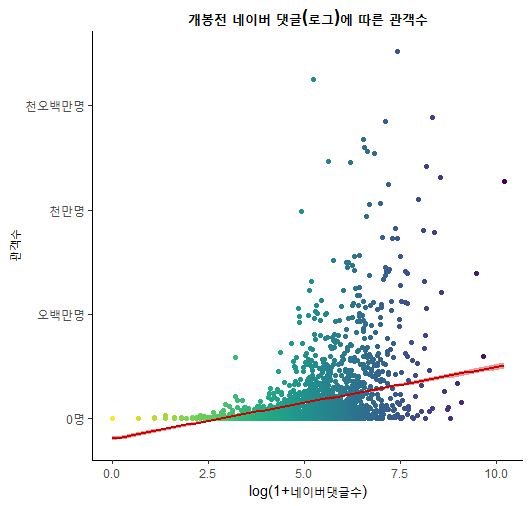 개봉전 네이버 댓글(로그)에 따른 관객수
천오백만명
천만명
오백만명
0명
관객수
0.0 2.5 5.0 7.5 10.0
log(1+네이버댓글수)